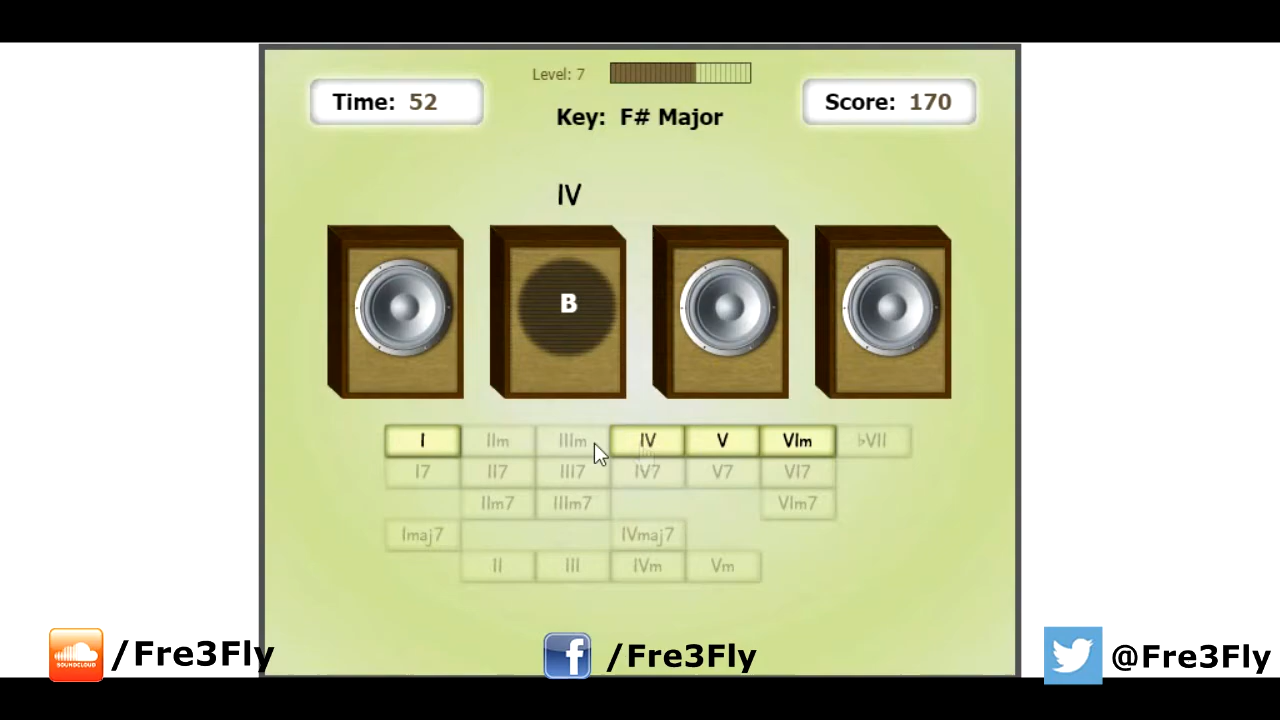 Level: 7
Time: 52
Key: F# Major
Score: 170
IV
B
I IIm IIIm IV V VIm ♭VII
I7 II7 III7 IV7 V7 VI7
IIm7 IIIm7 VIm7
Imaj7 IVmaj7
II III IVm Vm
SOUNDCLOUD /Fre3Fly f /Fre3Fly @Fre3Fly